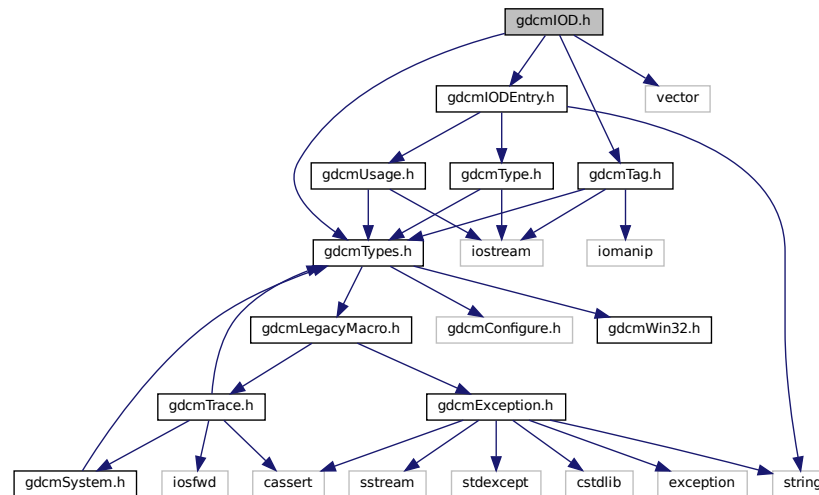 gdcmIOD.h
gdcmIODEntry.h
vector
gdcmUsage.h
gdcmType.h
gdcmTag.h
gdcmTypes.h
iostream
iomanip
gdcmLegacyMacro.h
gdcmConfigure.h
gdcmWin32.h
gdcmTrace.h
gdcmException.h
gdcmSystem.h
iosfwd
cassert
sstream
stdexcept
cstdlib
exception
string